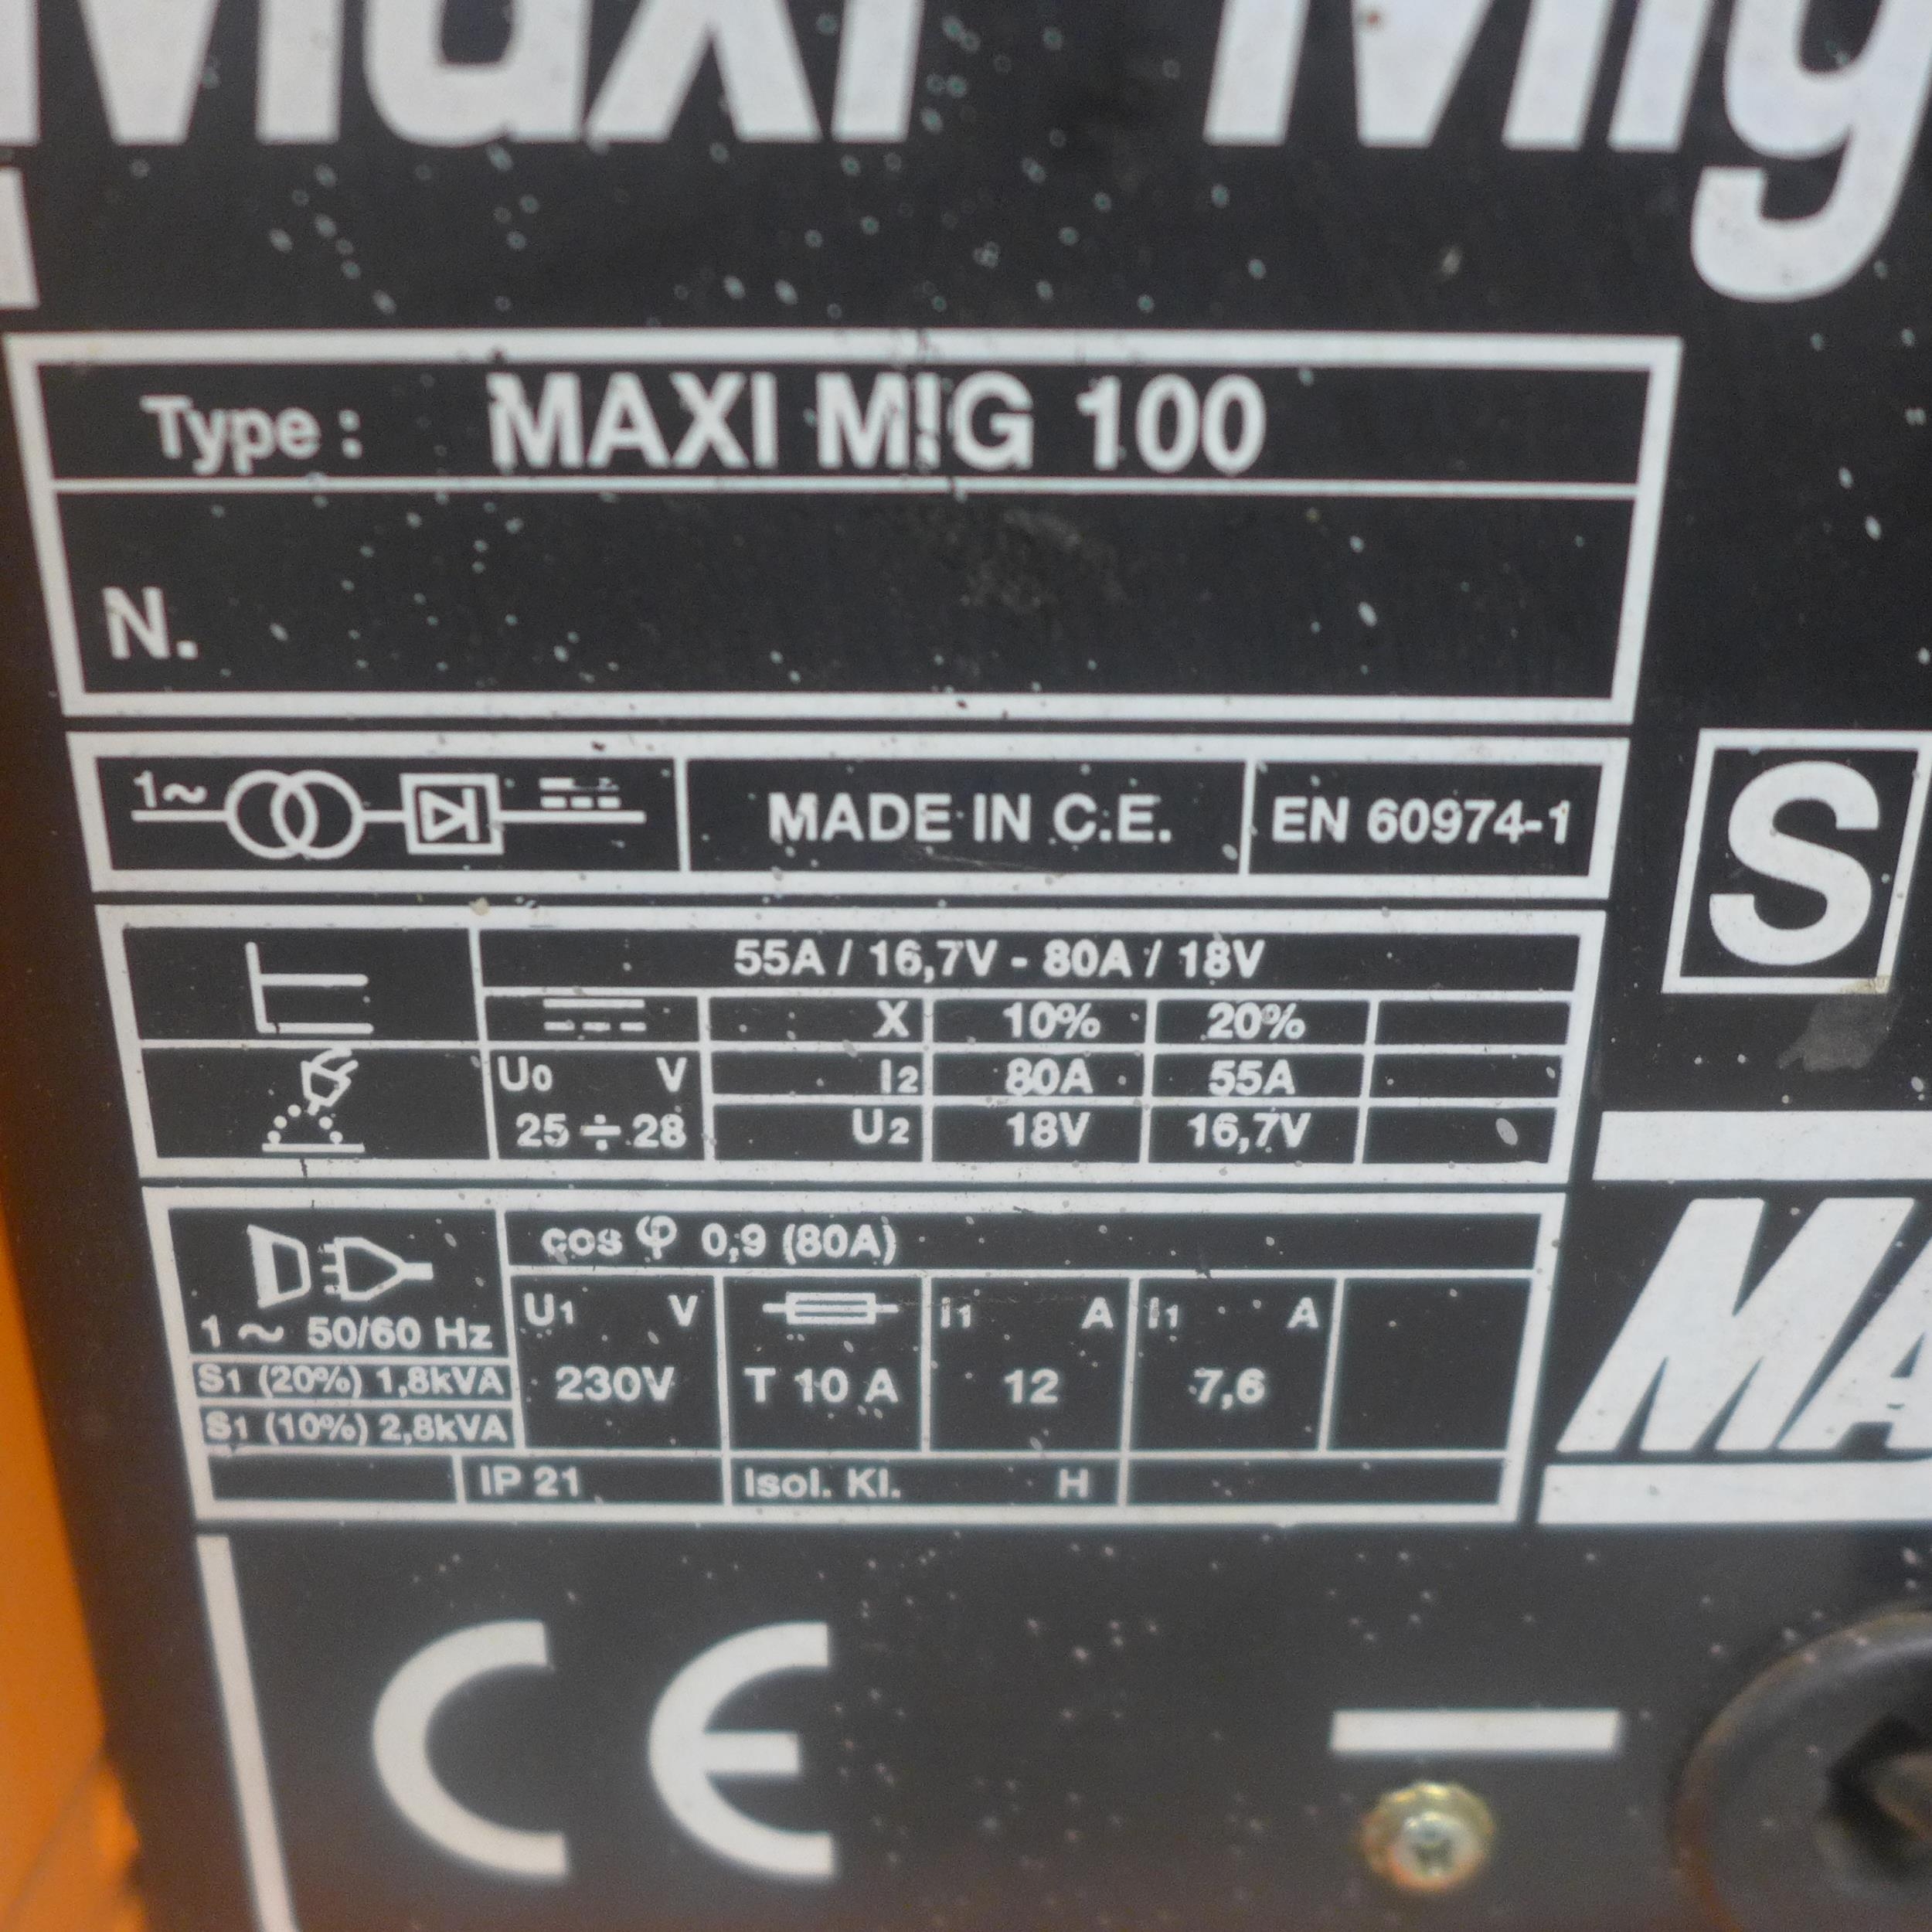 Maxi Mig
Type : MAXI MIG 100
N.
1~ MADE IN C.E. EN 60974-1
S
55A / 16,7V - 80A / 18V
X 10% 20%
U0 V I2 80A 55A
25 ÷ 28 U2 18V 16,7V
cos φ 0,9 (80A)
U1 V I1 A I1 A
1 ~ 50/60 Hz
S1 (20%) 1,8kVA 230V T 10 A 12 7,6
S1 (10%) 2,8kVA
IP 21 Isol. Kl. H
MA
CE